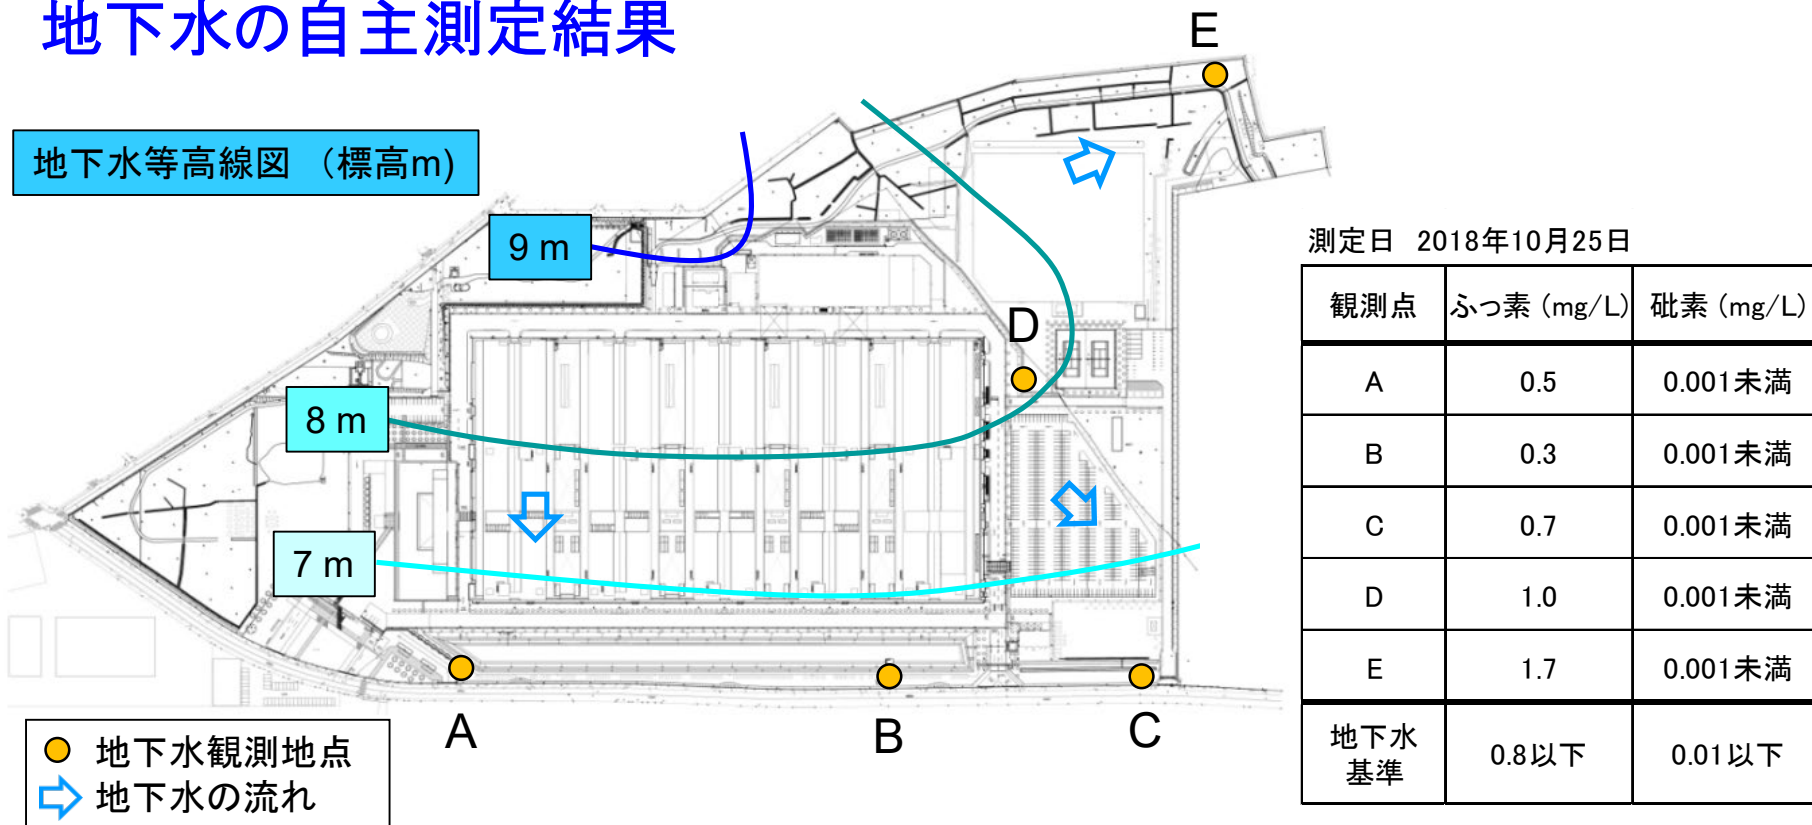 地下水の自主測定結果
E
地下水等高線図 （標高m)
9 m
D
8 m
7 m
A
B
C
地下水観測地点
地下水の流れ
測定日 2018年10月25日
観測点 ふっ素 (mg/L) 砒素 (mg/L)
A 0.5 0.001未満
B 0.3 0.001未満
C 0.7 0.001未満
D 1.0 0.001未満
E 1.7 0.001未満
地下水
基準 0.8以下 0.01以下